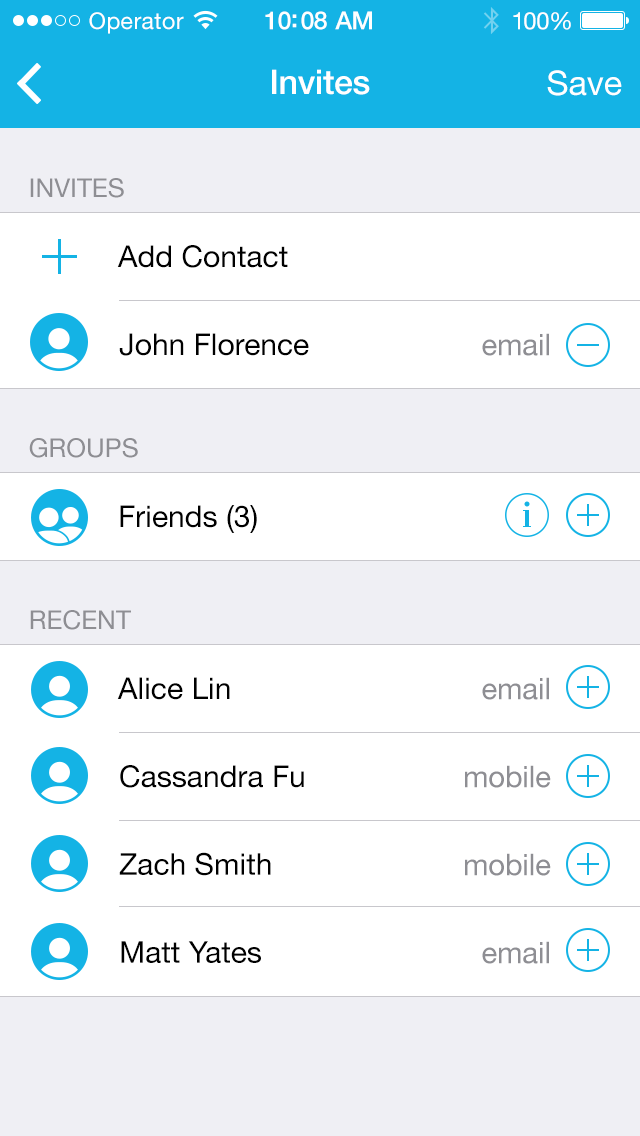 Operator 10:08 AM 100%
Invites Save
INVITES
Add Contact
John Florence email
GROUPS
Friends (3) i
RECENT
Alice Lin email
Cassandra Fu mobile
Zach Smith mobile
Matt Yates email